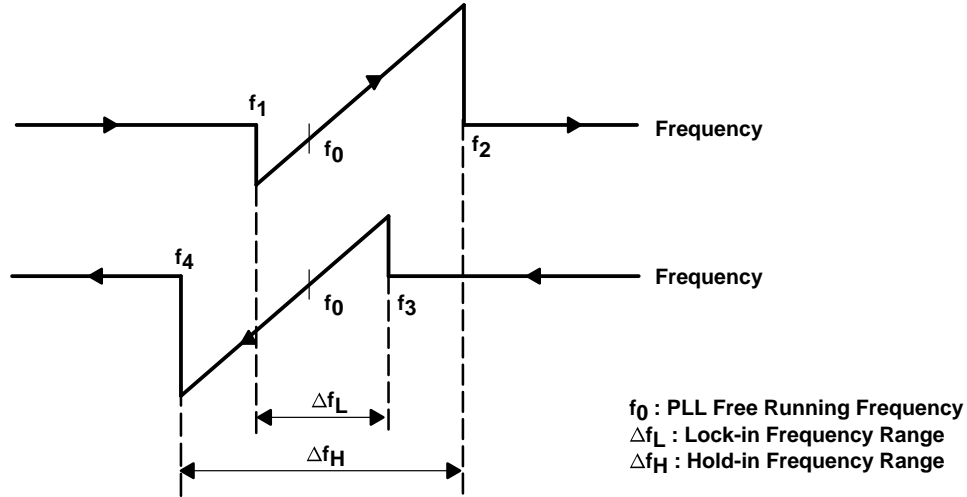 f1
f0
f2
Frequency
f4
f0
f3
Frequency
ΔfL
ΔfH
f0 : PLL Free Running Frequency
ΔfL : Lock-in Frequency Range
ΔfH : Hold-in Frequency Range